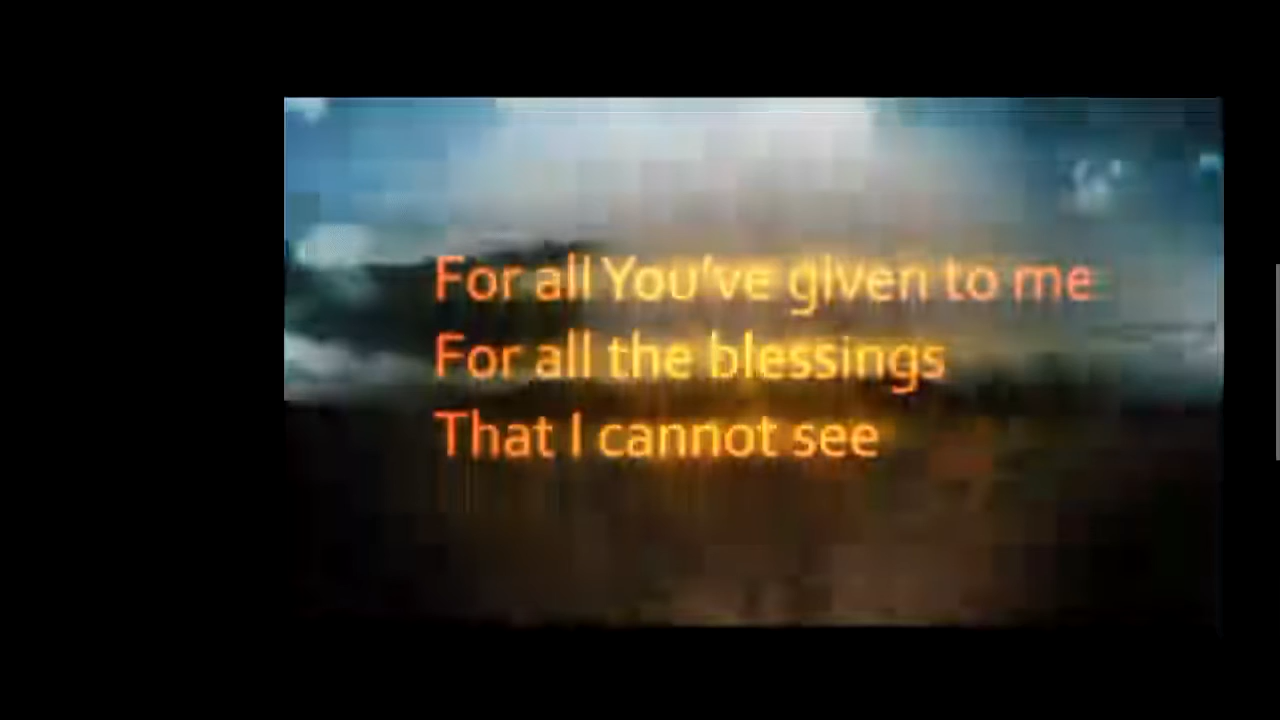 For all You've given to me
For all the blessings
That I cannot see